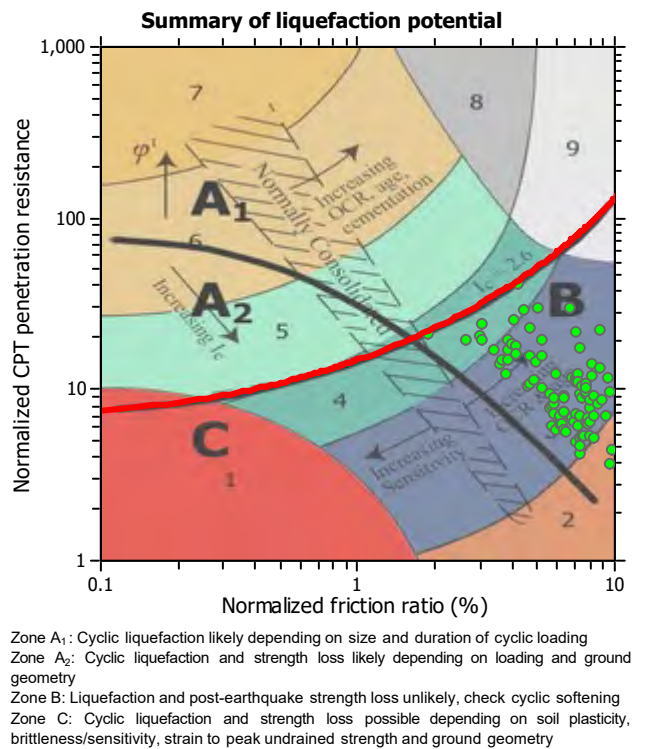 Summary of liquefaction potential
1,000
7
8
9
φ'
Increasing
OCR, age,
cementation
Normally Consolidated
100
A1
6
Ic = 2.6
A2
B
Increasing Ic
5
10
4
C
Increasing
Sensitivity
1
2
1
0.1
1
10
Normalized CPT penetration resistance
Normalized friction ratio (%)
Zone A1: Cyclic liquefaction likely depending on size and duration of cyclic loading
Zone A2: Cyclic liquefaction and strength loss likely depending on loading and ground
geometry
Zone B: Liquefaction and post-earthquake strength loss unlikely, check cyclic softening
Zone C: Cyclic liquefaction and strength loss possible depending on soil plasticity,
brittleness/sensitivity, strain to peak undrained strength and ground geometry